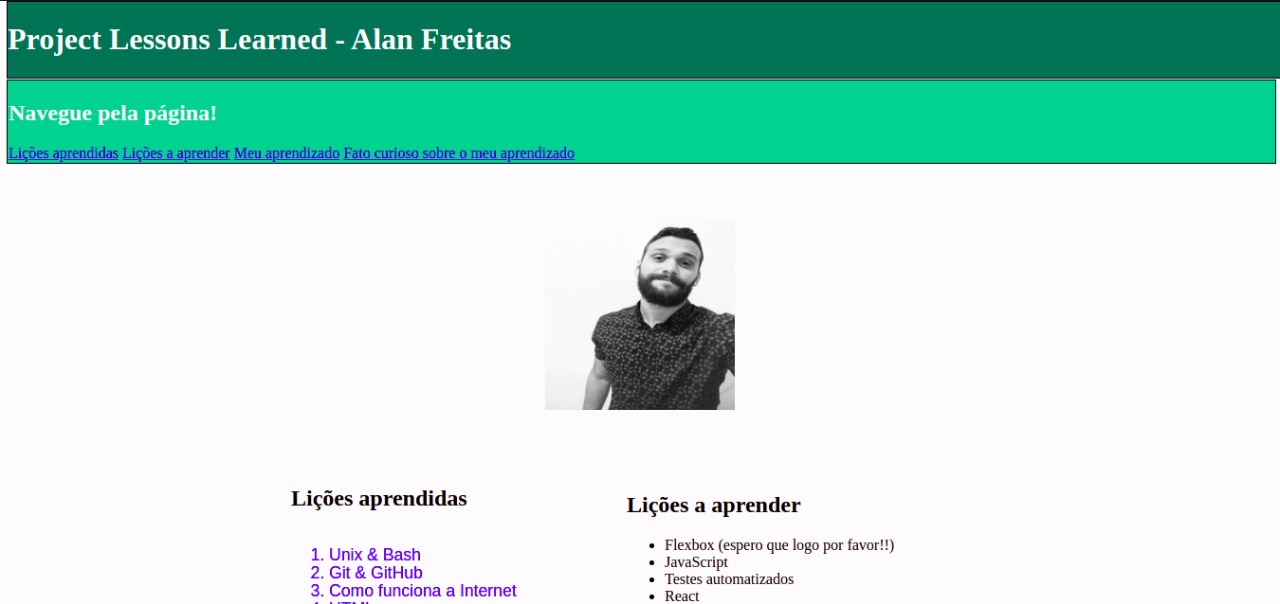 Project Lessons Learned - Alan Freitas
Navegue pela página!
Lições aprendidas Lições a aprender Meu aprendizado Fato curioso sobre o meu aprendizado
Lições aprendidas
1. Unix & Bash
2. Git & GitHub
3. Como funciona a Internet
Lições a aprender
• Flexbox (espero que logo por favor!!)
• JavaScript
• Testes automatizados
• React